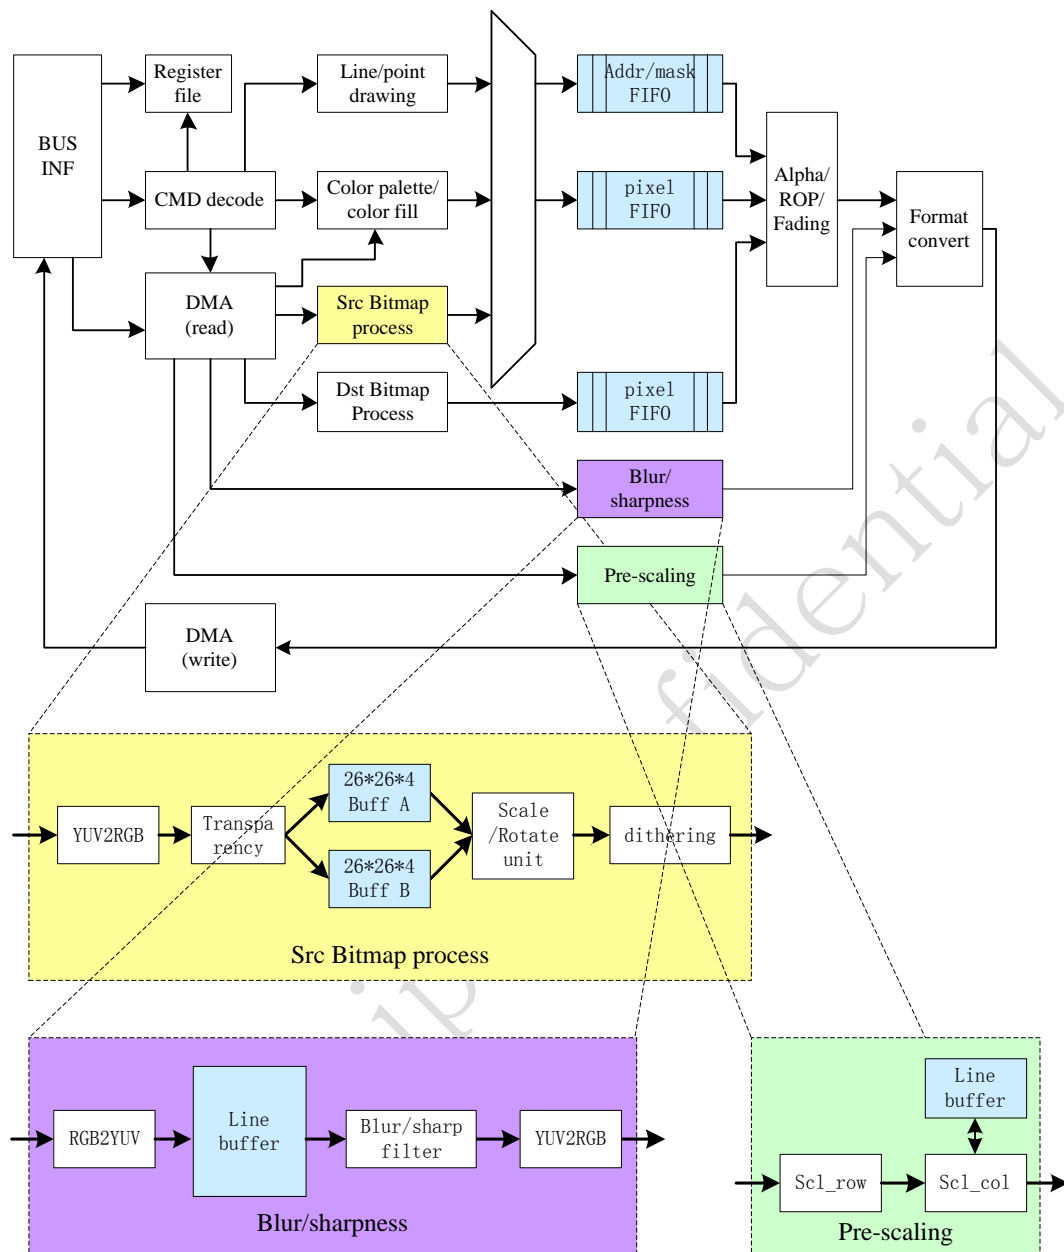 Register
file
Line/point
drawing
Addr/mask
FIFO
BUS
INF
CMD decode
Color palette/
color fill
pixel
FIFO
Alpha/
ROP/
Fading
Format
convert
DMA
(read)
Src Bitmap
process
Dst Bitmap
Process
pixel
FIFO
Blur/
sharpness
Pre-scaling
DMA
(write)
YUV2RGB
Transpa
rency
26*26*4
Buff A
26*26*4
Buff B
Scale
/Rotate
unit
dithering
Src Bitmap process
RGB2YUV
Line
buffer
Blur/sharp
filter
YUV2RGB
Blur/sharpness
Line
buffer
Scl_row
Scl_col
Pre-scaling